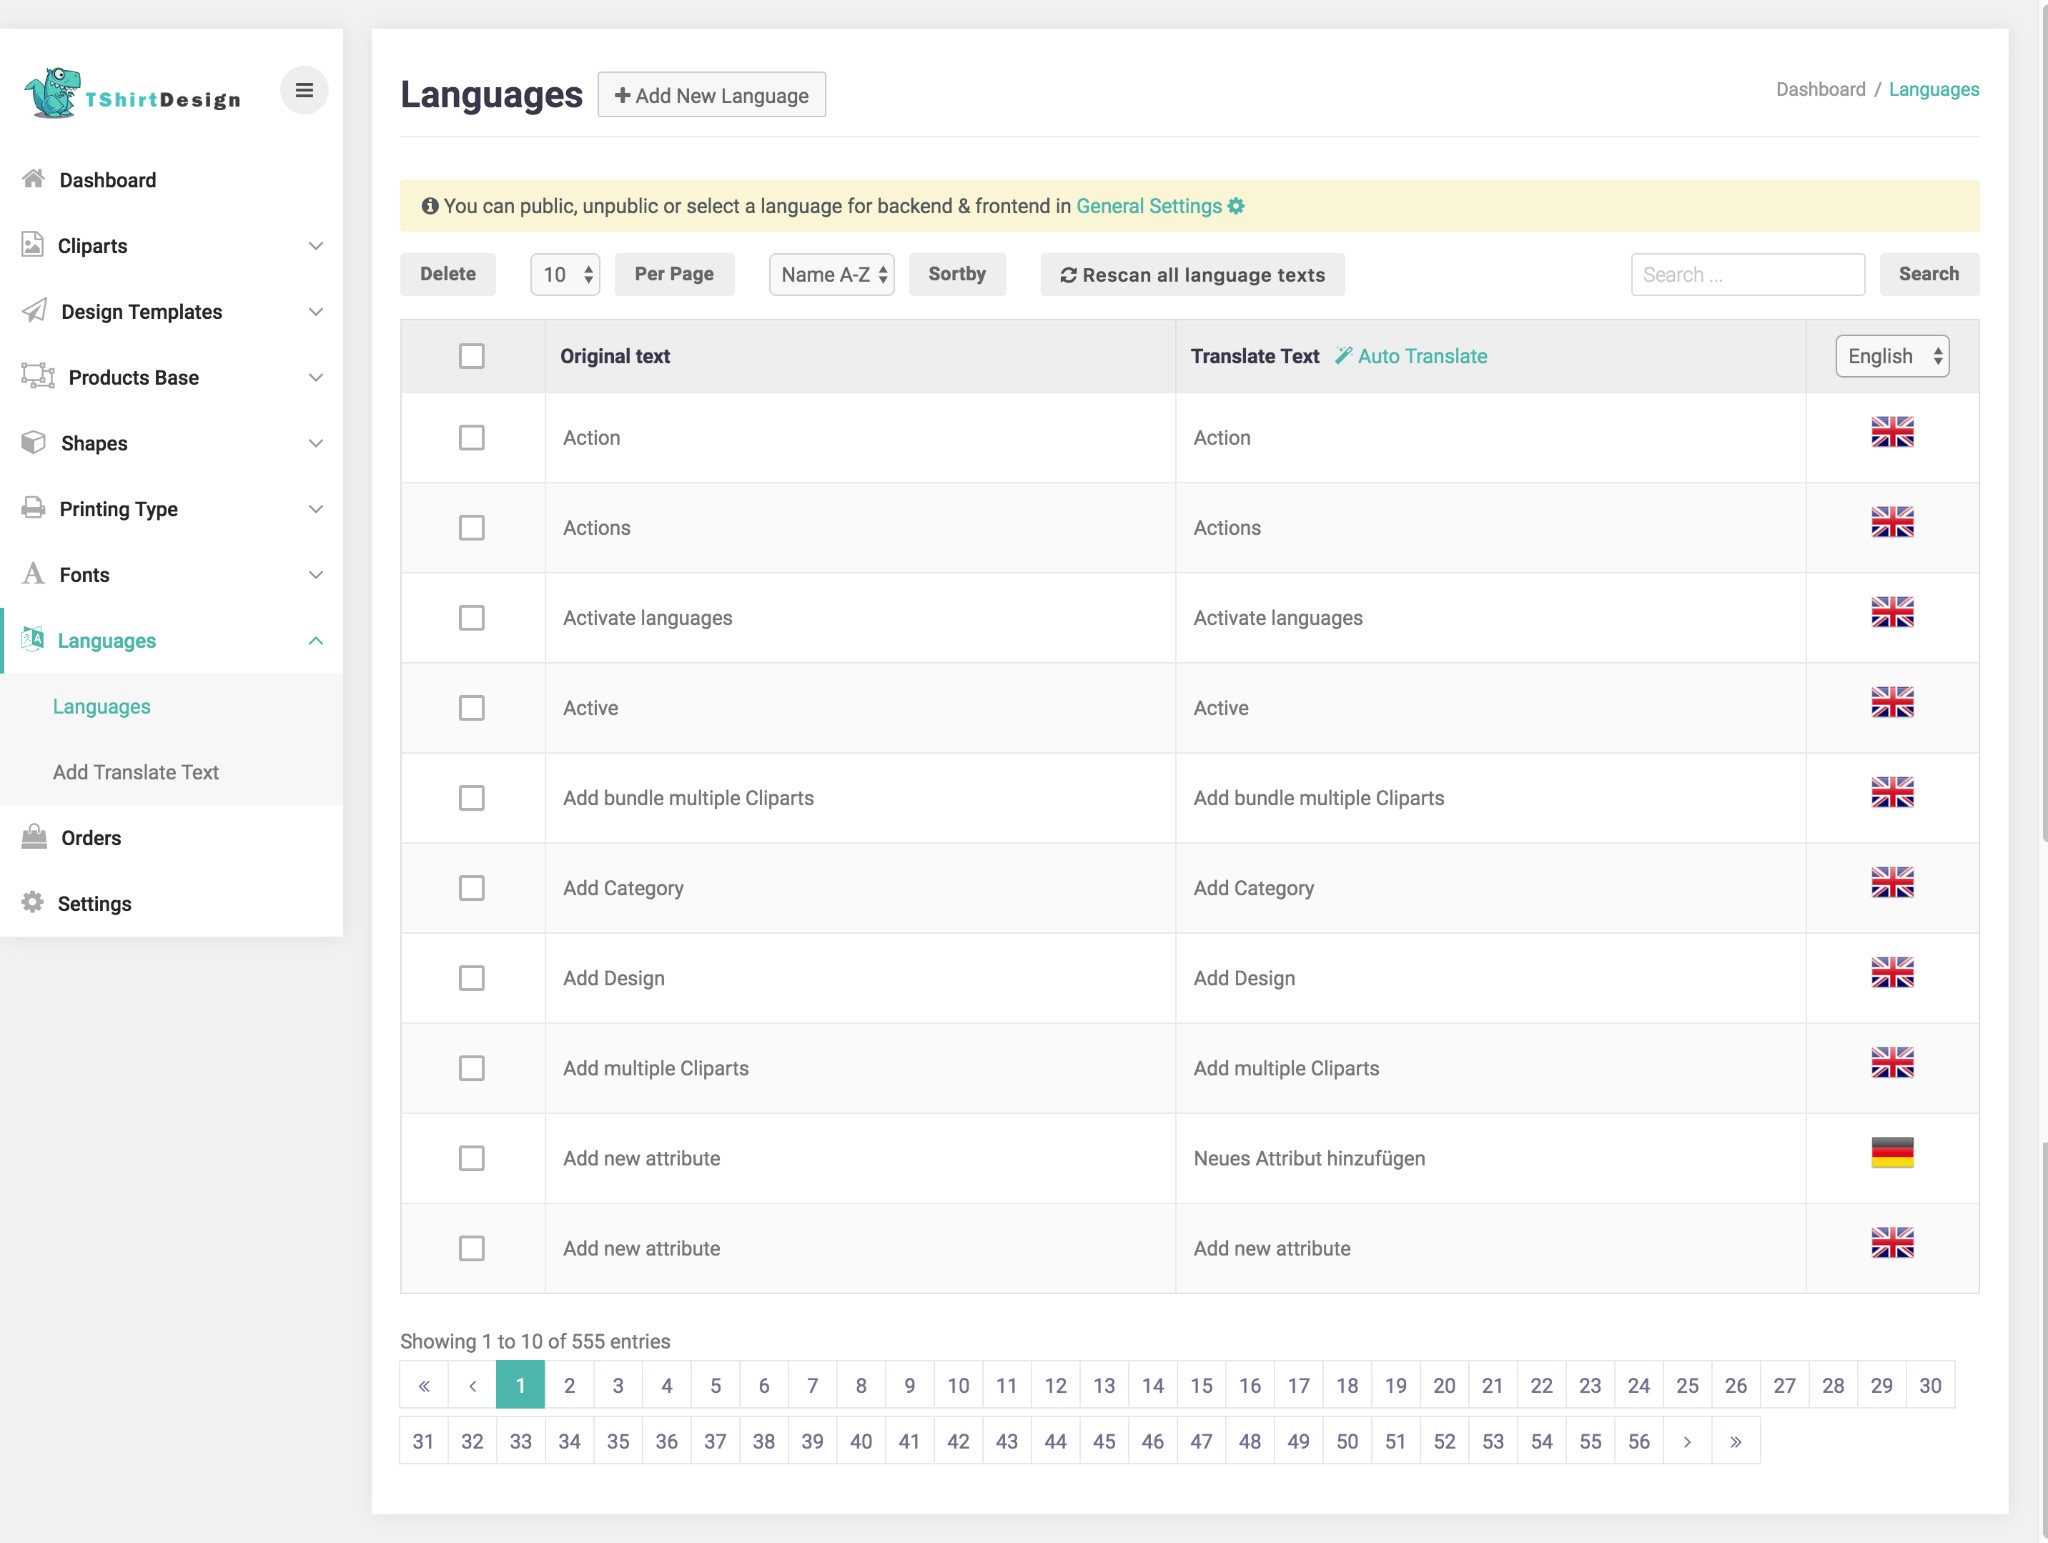 TShirtDesign
Dashboard
Cliparts
Design Templates
Products Base
Shapes
Printing Type
Fonts
Languages
Languages
Add Translate Text
Orders
Settings
Languages
Add New Language
Dashboard / Languages
You can public, unpublic or select a language for backend & frontend in General Settings
Delete 10 Per Page Name A-Z Sortby Rescan all language texts Search ... Search
Original text Translate Text Auto Translate English
Action Action
Actions Actions
Activate languages Activate languages
Active Active
Add bundle multiple Cliparts Add bundle multiple Cliparts
Add Category Add Category
Add Design Add Design
Add multiple Cliparts Add multiple Cliparts
Add new attribute Neues Attribut hinzufügen
Add new attribute Add new attribute
Showing 1 to 10 of 555 entries
« ‹ 1 2 3 4 5 6 7 8 9 10 11 12 13 14 15 16 17 18 19 20 21 22 23 24 25 26 27 28 29 30
31 32 33 34 35 36 37 38 39 40 41 42 43 44 45 46 47 48 49 50 51 52 53 54 55 56 › »